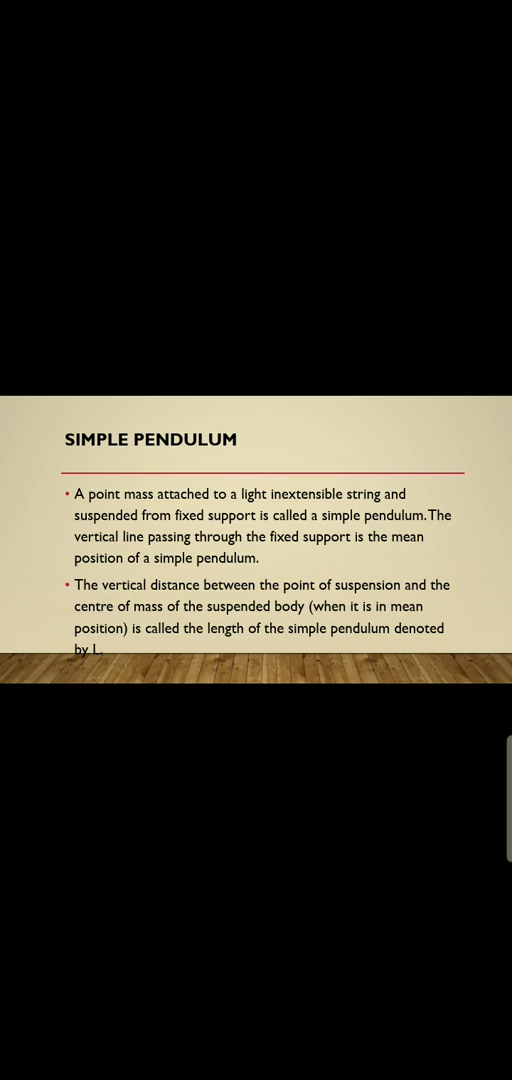 SIMPLE PENDULUM
• A point mass attached to a light inextensible string and
suspended from fixed support is called a simple pendulum.The
vertical line passing through the fixed support is the mean
position of a simple pendulum.
• The vertical distance between the point of suspension and the
centre of mass of the suspended body (when it is in mean
position) is called the length of the simple pendulum denoted
by L.